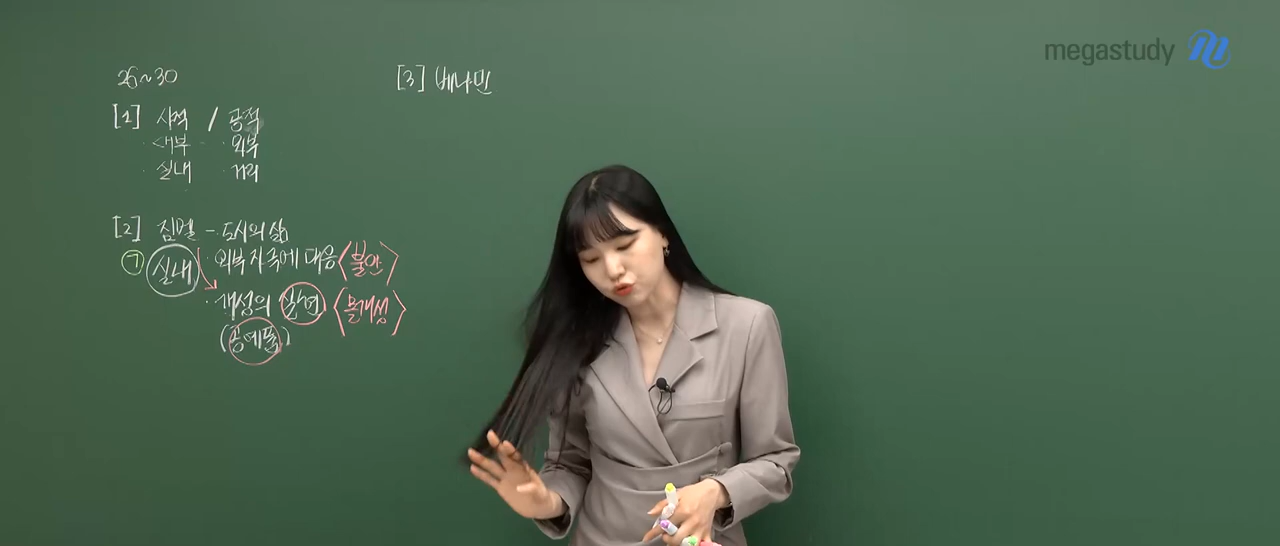 megastudy
26~30
[1] 사적 / 공적
· 내부 · 외부
· 실내 · 거리
[2] 짐멜 - 도시의 삶
㉠ 실내 · 외부 자극에 대응 <불안>
· 개성의 실현 <몰개성>
(공예품)
[3] 베냐민